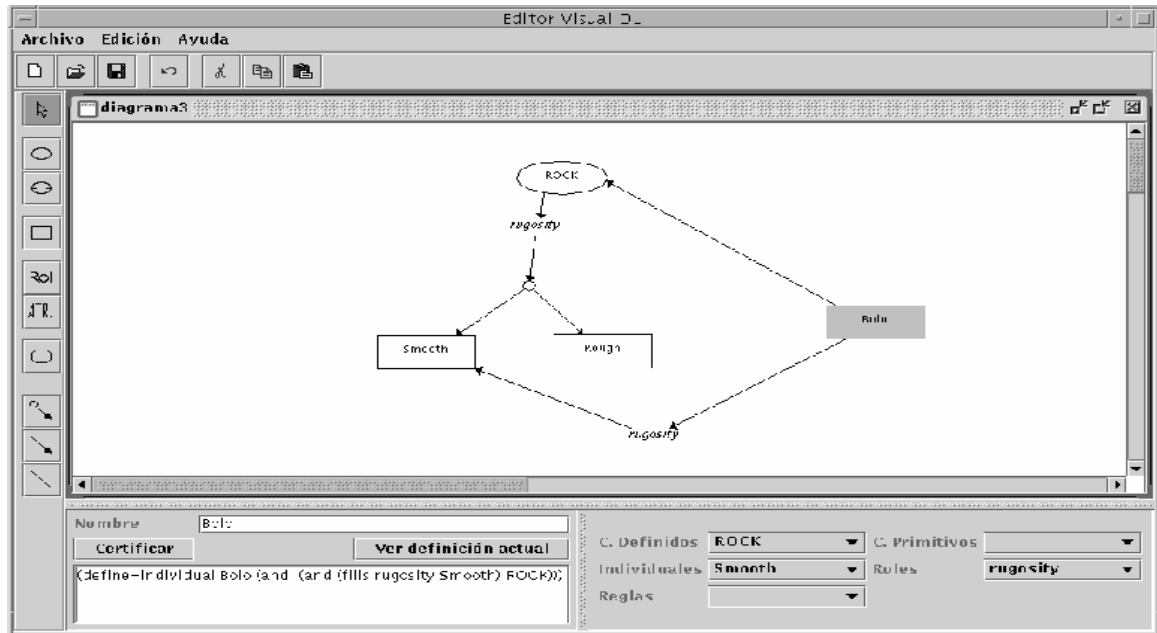 Editor Visual DL
Archivo Edición Ayuda
diagrama3
ROCK
rugosity
Smooth Rough
Bolo
rugosity
Rol
Nombre Bolo
Certificar Ver definición actual
(define-individual Bolo (and (and (fills rugosity Smooth) ROCK)))
C. Definidos ROCK C. Primitivos
Individuales Smooth Roles rugosity
Reglas